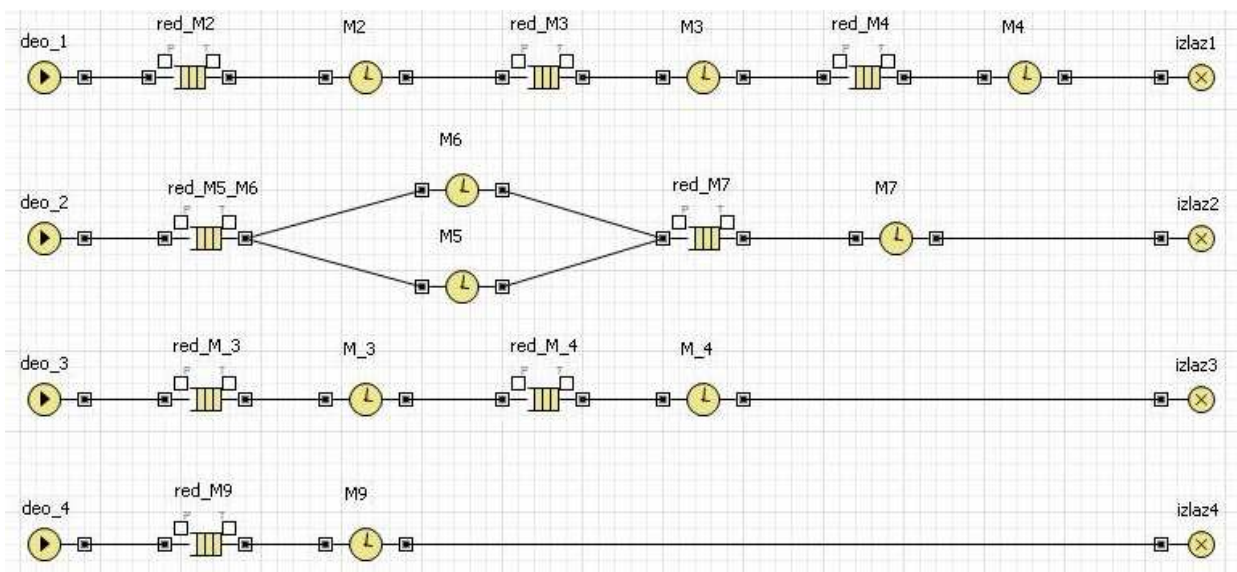 red_M2 M2 red_M3 M3 red_M4 M4
deo_1 izlaz1
P T P T P T
M6
red_M5_M6 red_M7 M7
deo_2 izlaz2
P T P T
M5
red_M_3 M_3 red_M_4 M_4
deo_3 izlaz3
P T P T
red_M9 M9
deo_4 izlaz4
P T